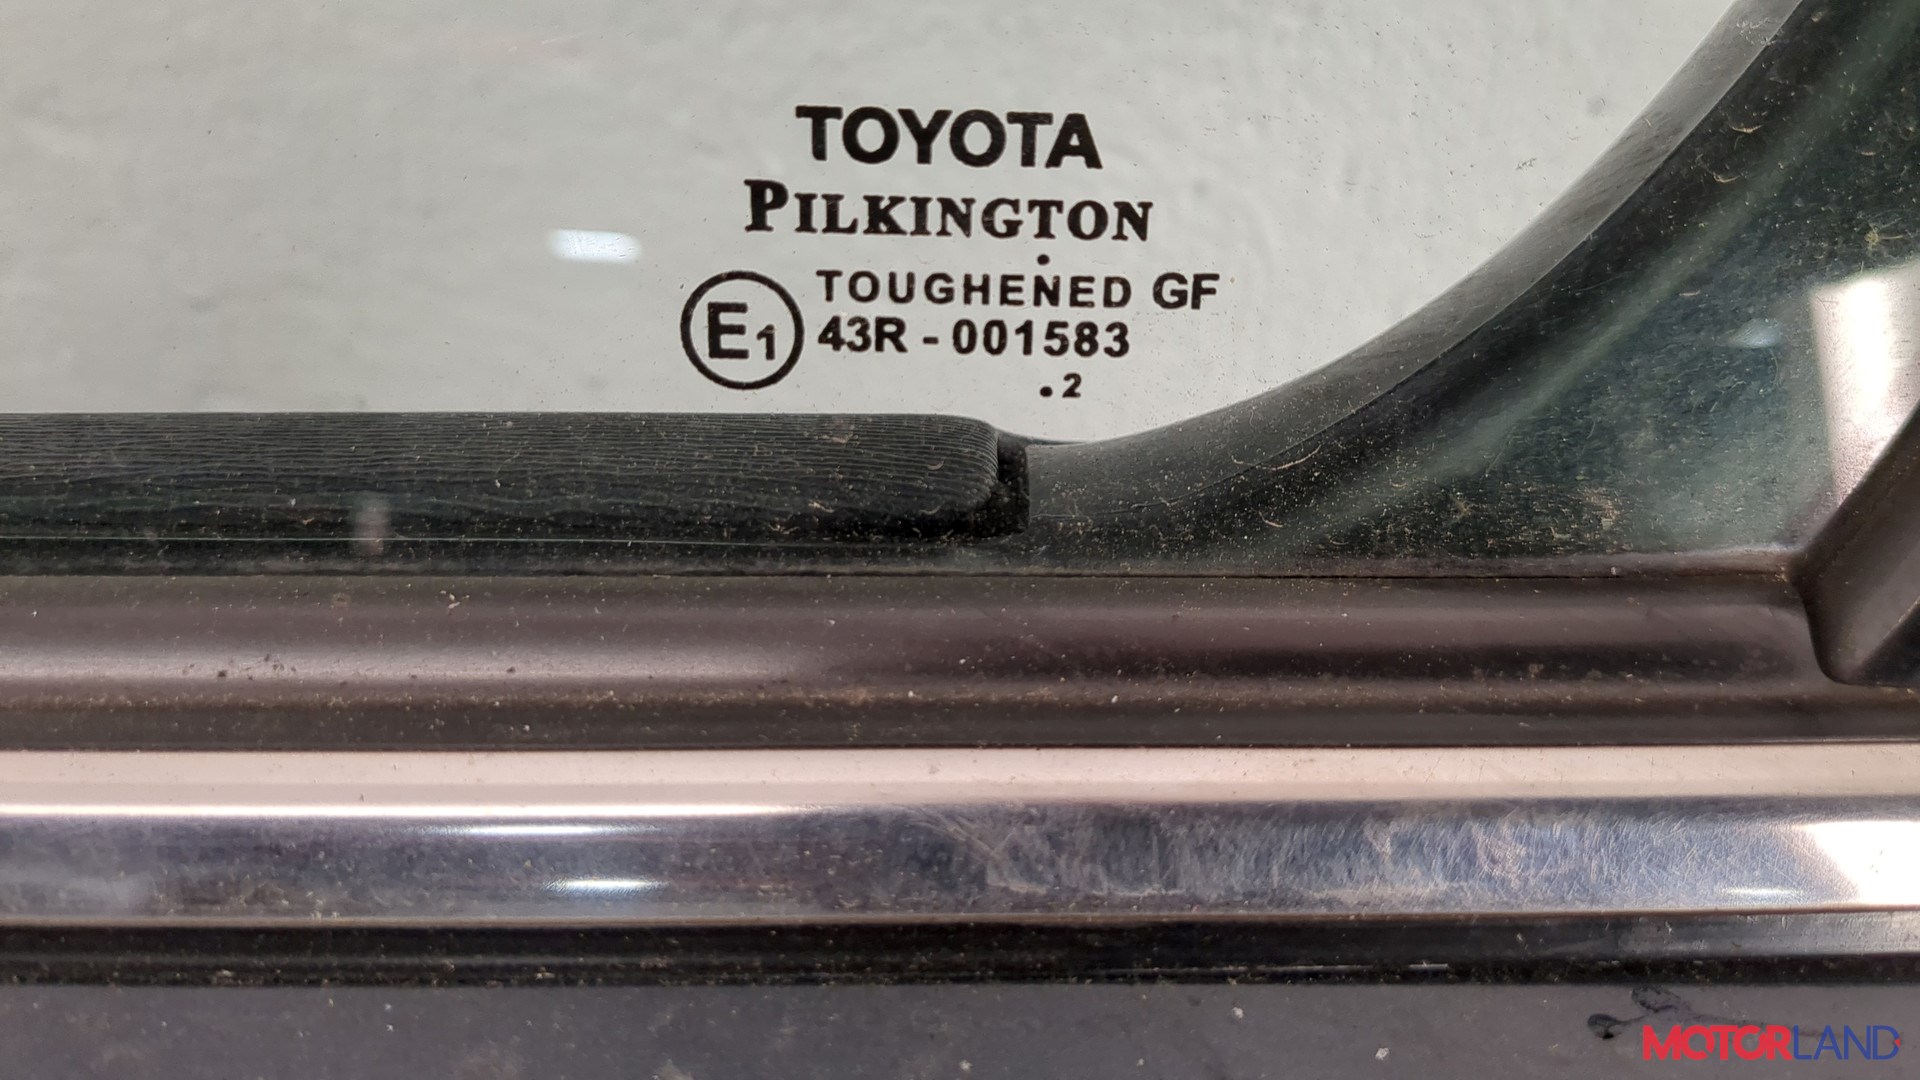 TOYOTA
PILKINGTON
.
TOUGHENED GF
E1 43R - 001583
.2
MOTORLAND